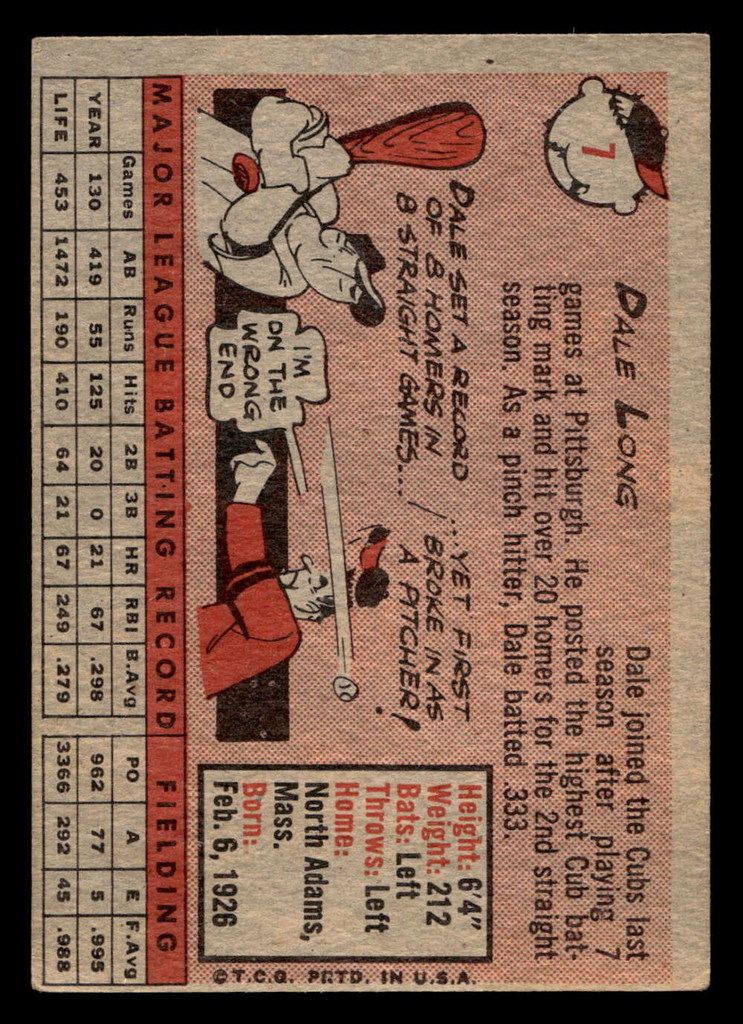 7
DALE LONG
Dale joined the Cubs last
season after playing 7
games at Pittsburgh. He posted the highest Cub bat-
ting mark and hit over 20 homers for the 2nd straight
season. As a pinch hitter, Dale batted .333.
DALE SET A RECORD
OF 8 HOMERS IN
8 STRAIGHT GAMES....
...YET FIRST
BROKE IN AS
A PITCHER!
I'M
ON THE
WRONG
END
Height: 6'4"
Weight: 212
Bats: Left
Throws: Left
Home:
North Adams,
Mass.
Born:
Feb. 6, 1926
MAJOR LEAGUE BATTING RECORD FIELDING
Games AB Runs Hits 2B 3B HR RBI B.Avg PO A E F.Avg
YEAR 130 419 55 125 20 0 21 67 .298 962 77 5 .995
LIFE 453 1472 190 410 64 21 67 249 .279 3366 292 45 .988
©T.C.G. PRTD. IN U.S.A.